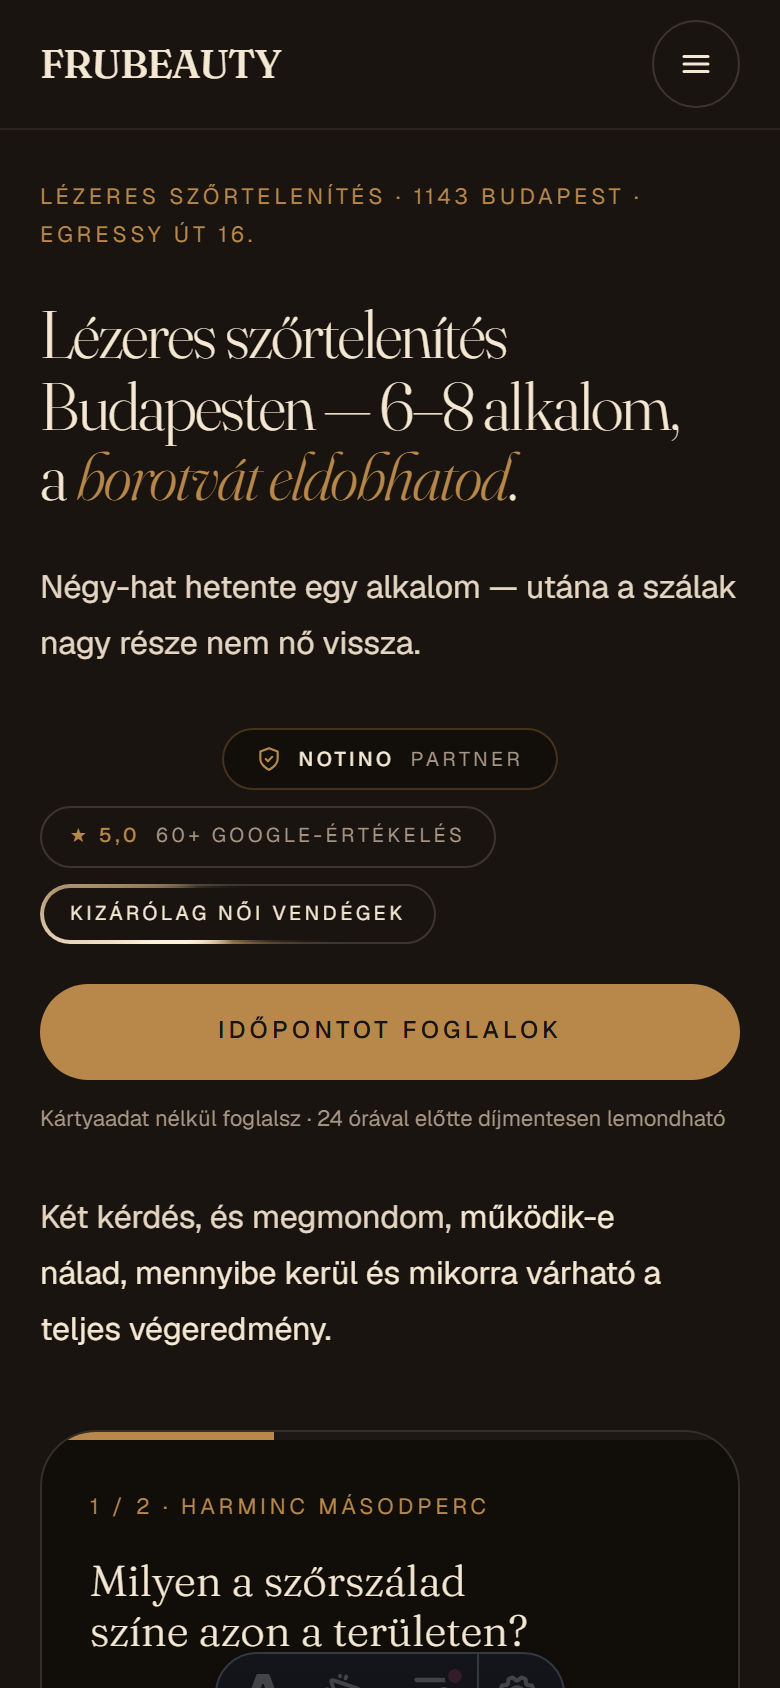 FRUBEAUTY
LÉZERES SZŐRTELENÍTÉS · 1143 BUDAPEST ·
EGRESSY ÚT 16.
Lézeres szőrtelenítés
Budapesten — 6–8 alkalom,
a borotvát eldobhatod.
Négy-hat hetente egy alkalom — utána a szálak
nagy része nem nő vissza.
NOTINO PARTNER
★ 5,0 60+ GOOGLE-ÉRTÉKELÉS
KIZÁRÓLAG NŐI VENDÉGEK
IDŐPONTOT FOGLALOK
Kártyaadat nélkül foglalsz · 24 órával előtte díjmentesen lemondható
Két kérdés, és megmondom, működik-e
nálad, mennyibe kerül és mikorra várható a
teljes végeredmény.
1 / 2 · HARMINC MÁSODPERC
Milyen a szőrszálad
színe azon a területen?